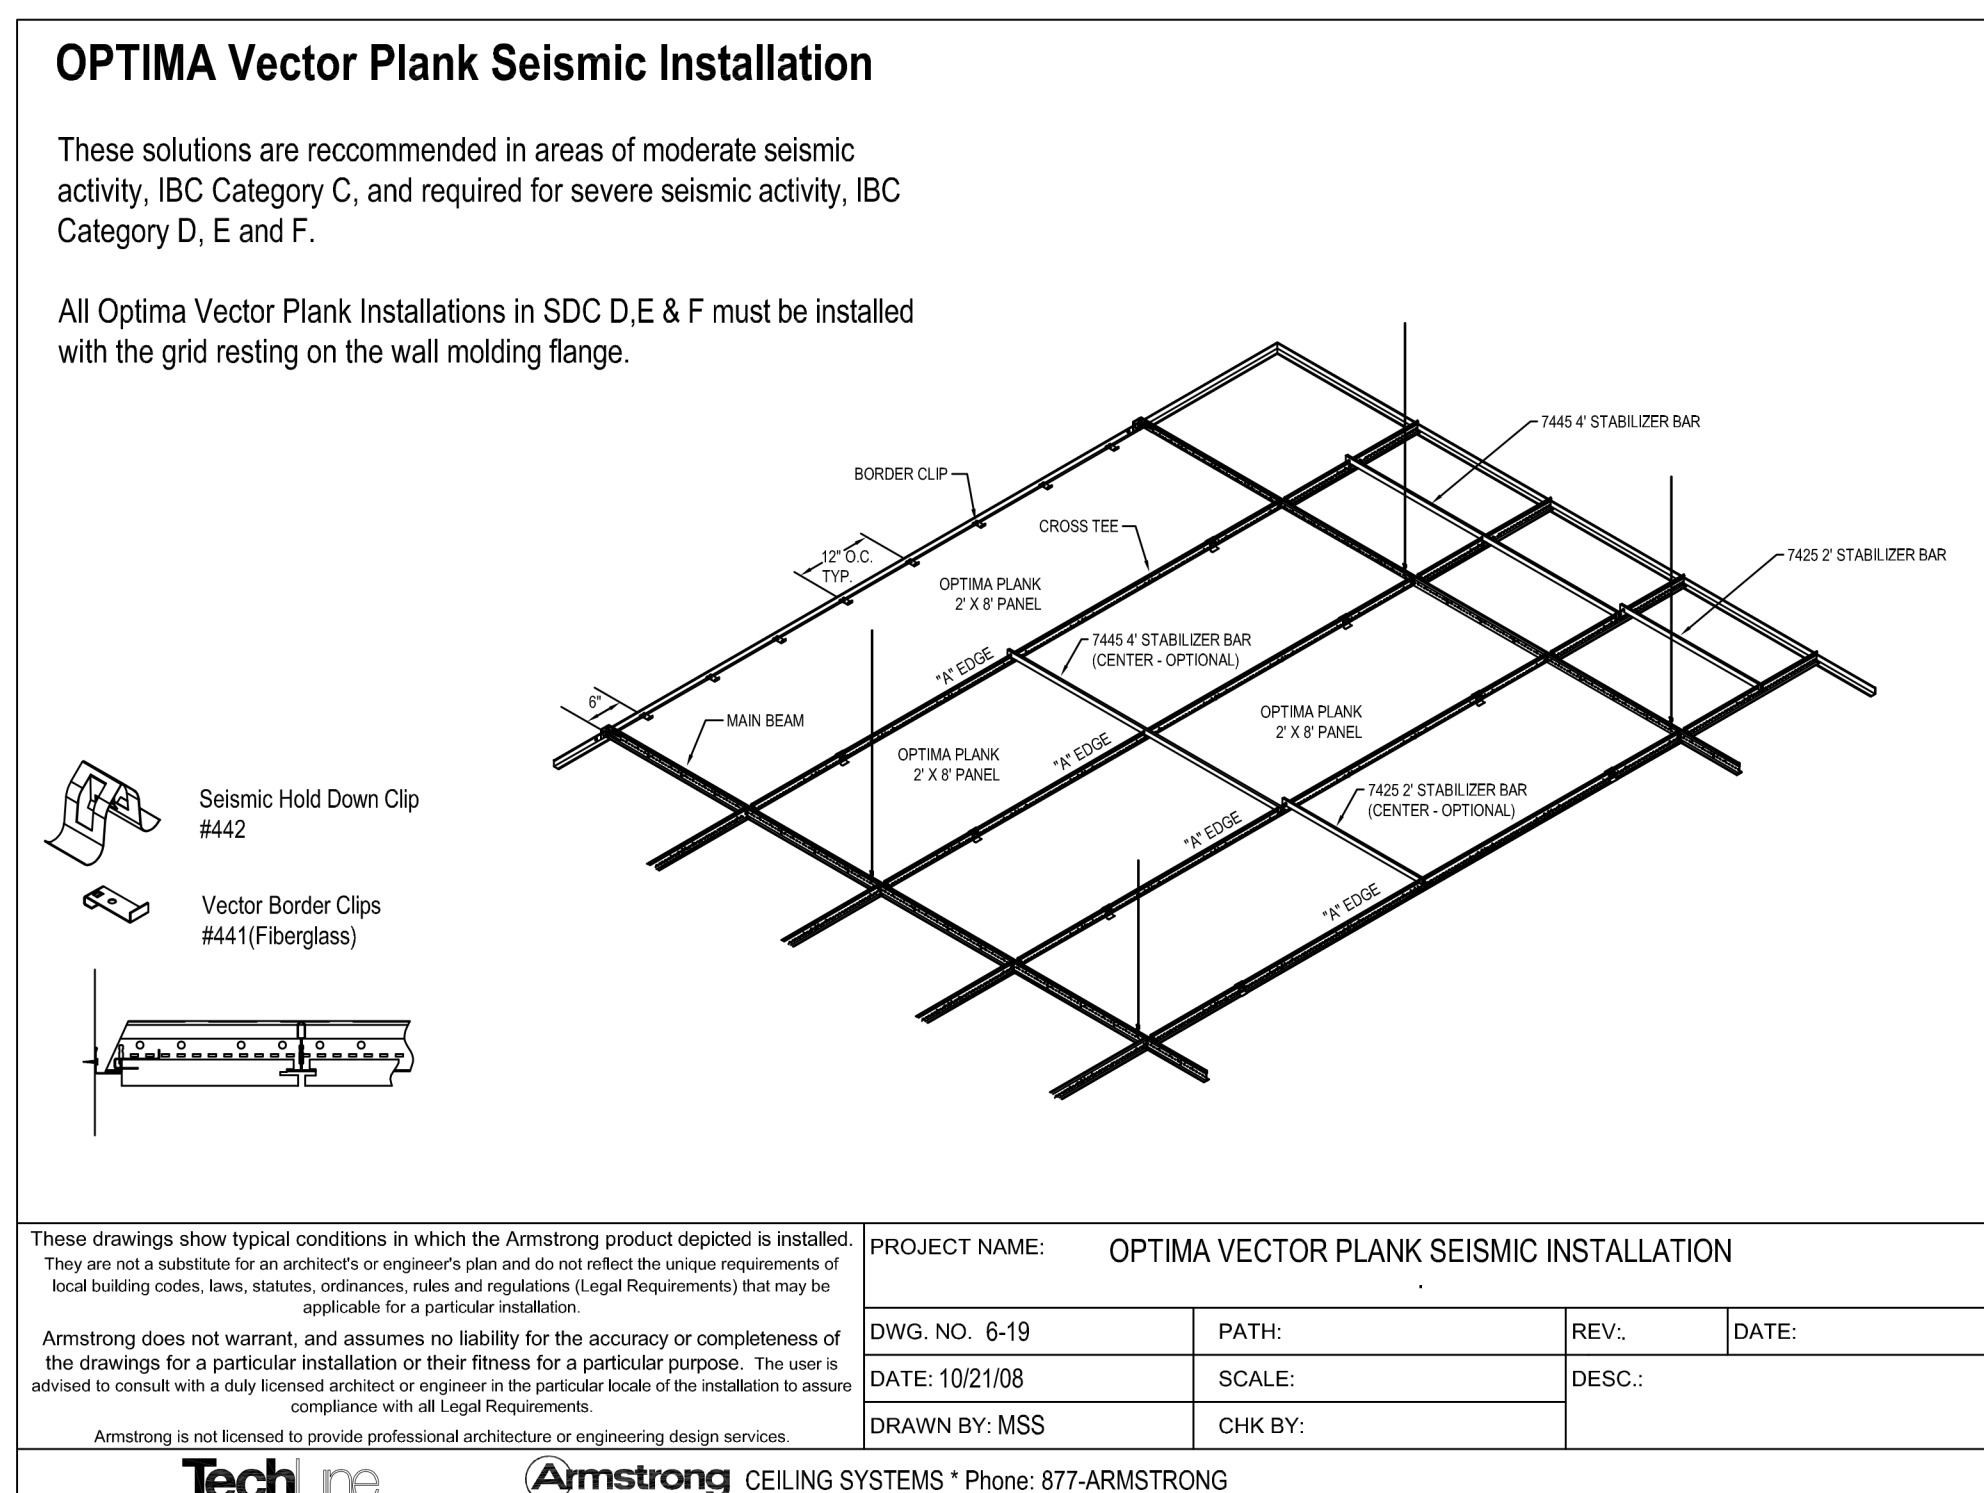 OPTIMA Vector Plank Seismic Installation
These solutions are reccommended in areas of moderate seismic
activity, IBC Category C, and required for severe seismic activity, IBC
Category D, E and F.
All Optima Vector Plank Installations in SDC D,E & F must be installed
with the grid resting on the wall molding flange.
7445 4' STABILIZER BAR
BORDER CLIP
CROSS TEE
12" O.C.
TYP.
7425 2' STABILIZER BAR
OPTIMA PLANK
2' X 8' PANEL
7445 4' STABILIZER BAR
(CENTER - OPTIONAL)
"A" EDGE
6"
MAIN BEAM
OPTIMA PLANK
2' X 8' PANEL
"A" EDGE
OPTIMA PLANK
2' X 8' PANEL
7425 2' STABILIZER BAR
(CENTER - OPTIONAL)
"A" EDGE
"A" EDGE
Seismic Hold Down Clip
#442
Vector Border Clips
#441(Fiberglass)
These drawings show typical conditions in which the Armstrong product depicted is installed.
They are not a substitute for an architect's or engineer's plan and do not reflect the unique requirements of
local building codes, laws, statutes, ordinances, rules and regulations (Legal Requirements) that may be
applicable for a particular installation.
Armstrong does not warrant, and assumes no liability for the accuracy or completeness of
the drawings for a particular installation or their fitness for a particular purpose. The user is
advised to consult with a duly licensed architect or engineer in the particular locale of the installation to assure
compliance with all Legal Requirements.
Armstrong is not licensed to provide professional architecture or engineering design services.
PROJECT NAME: OPTIMA VECTOR PLANK SEISMIC INSTALLATION
.
DWG. NO. 6-19
PATH:
REV:.
DATE:
DATE: 10/21/08
SCALE:
DESC.:
DRAWN BY: MSS
CHK BY:
TechLine
Armstrong CEILING SYSTEMS * Phone: 877-ARMSTRONG